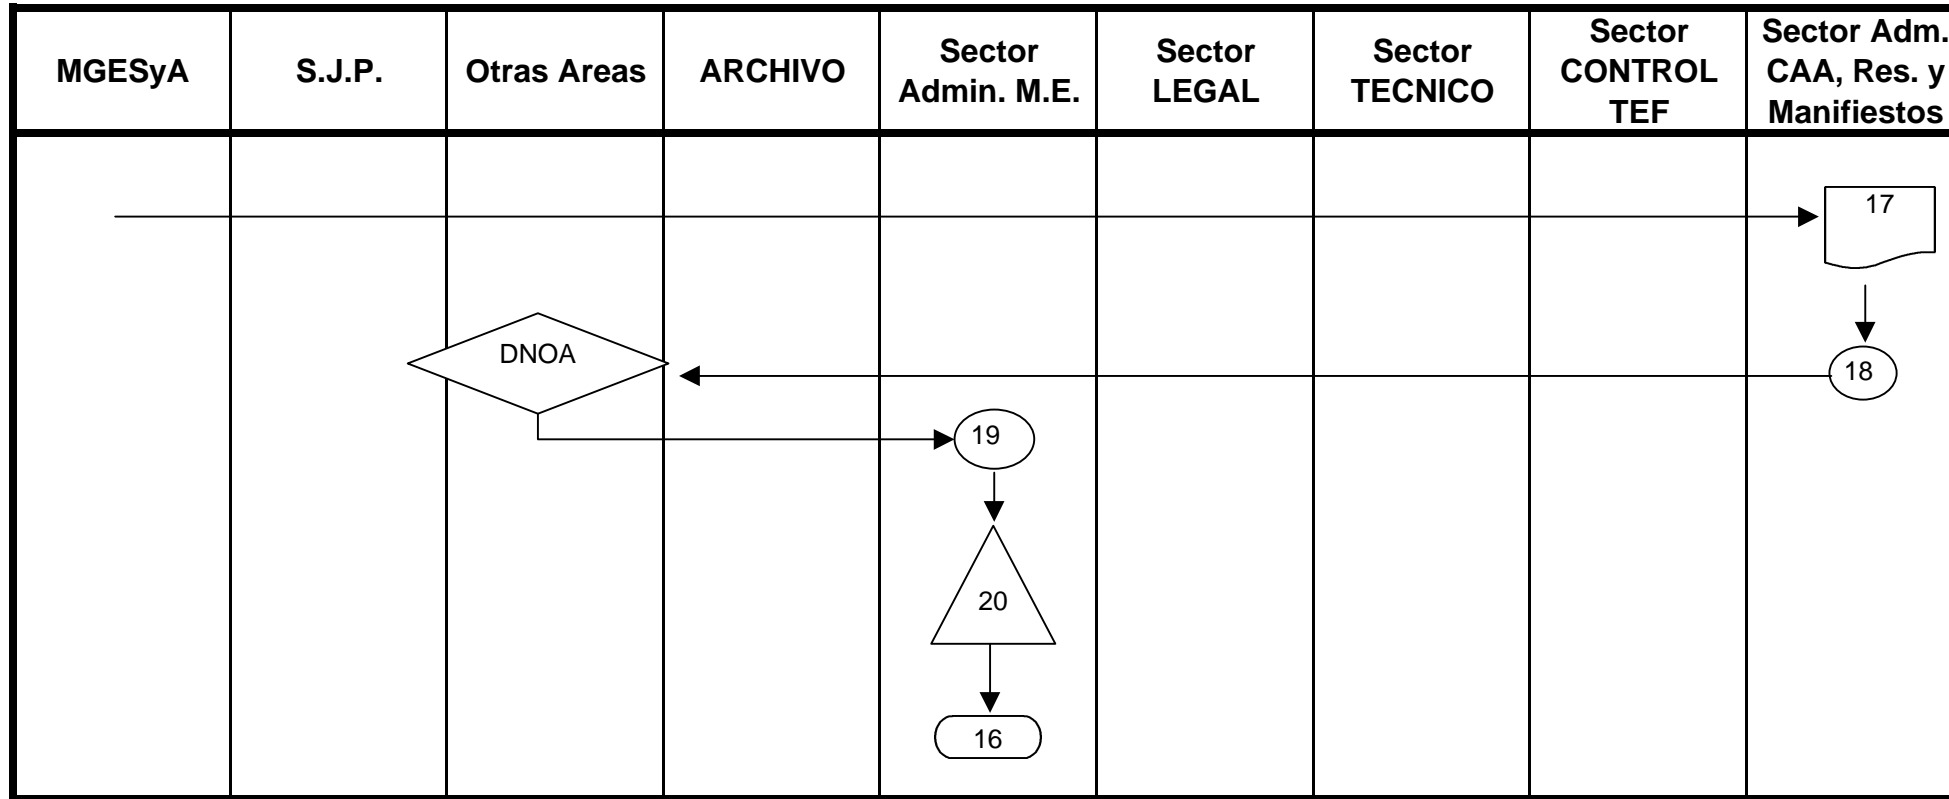 MGESyA
S.J.P.
Otras Areas
ARCHIVO
Sector
Admin. M.E.
Sector
LEGAL
Sector
TECNICO
Sector
CONTROL
TEF
Sector Adm.
CAA, Res. y
Manifiestos
17
DNOA
18
19
20
16